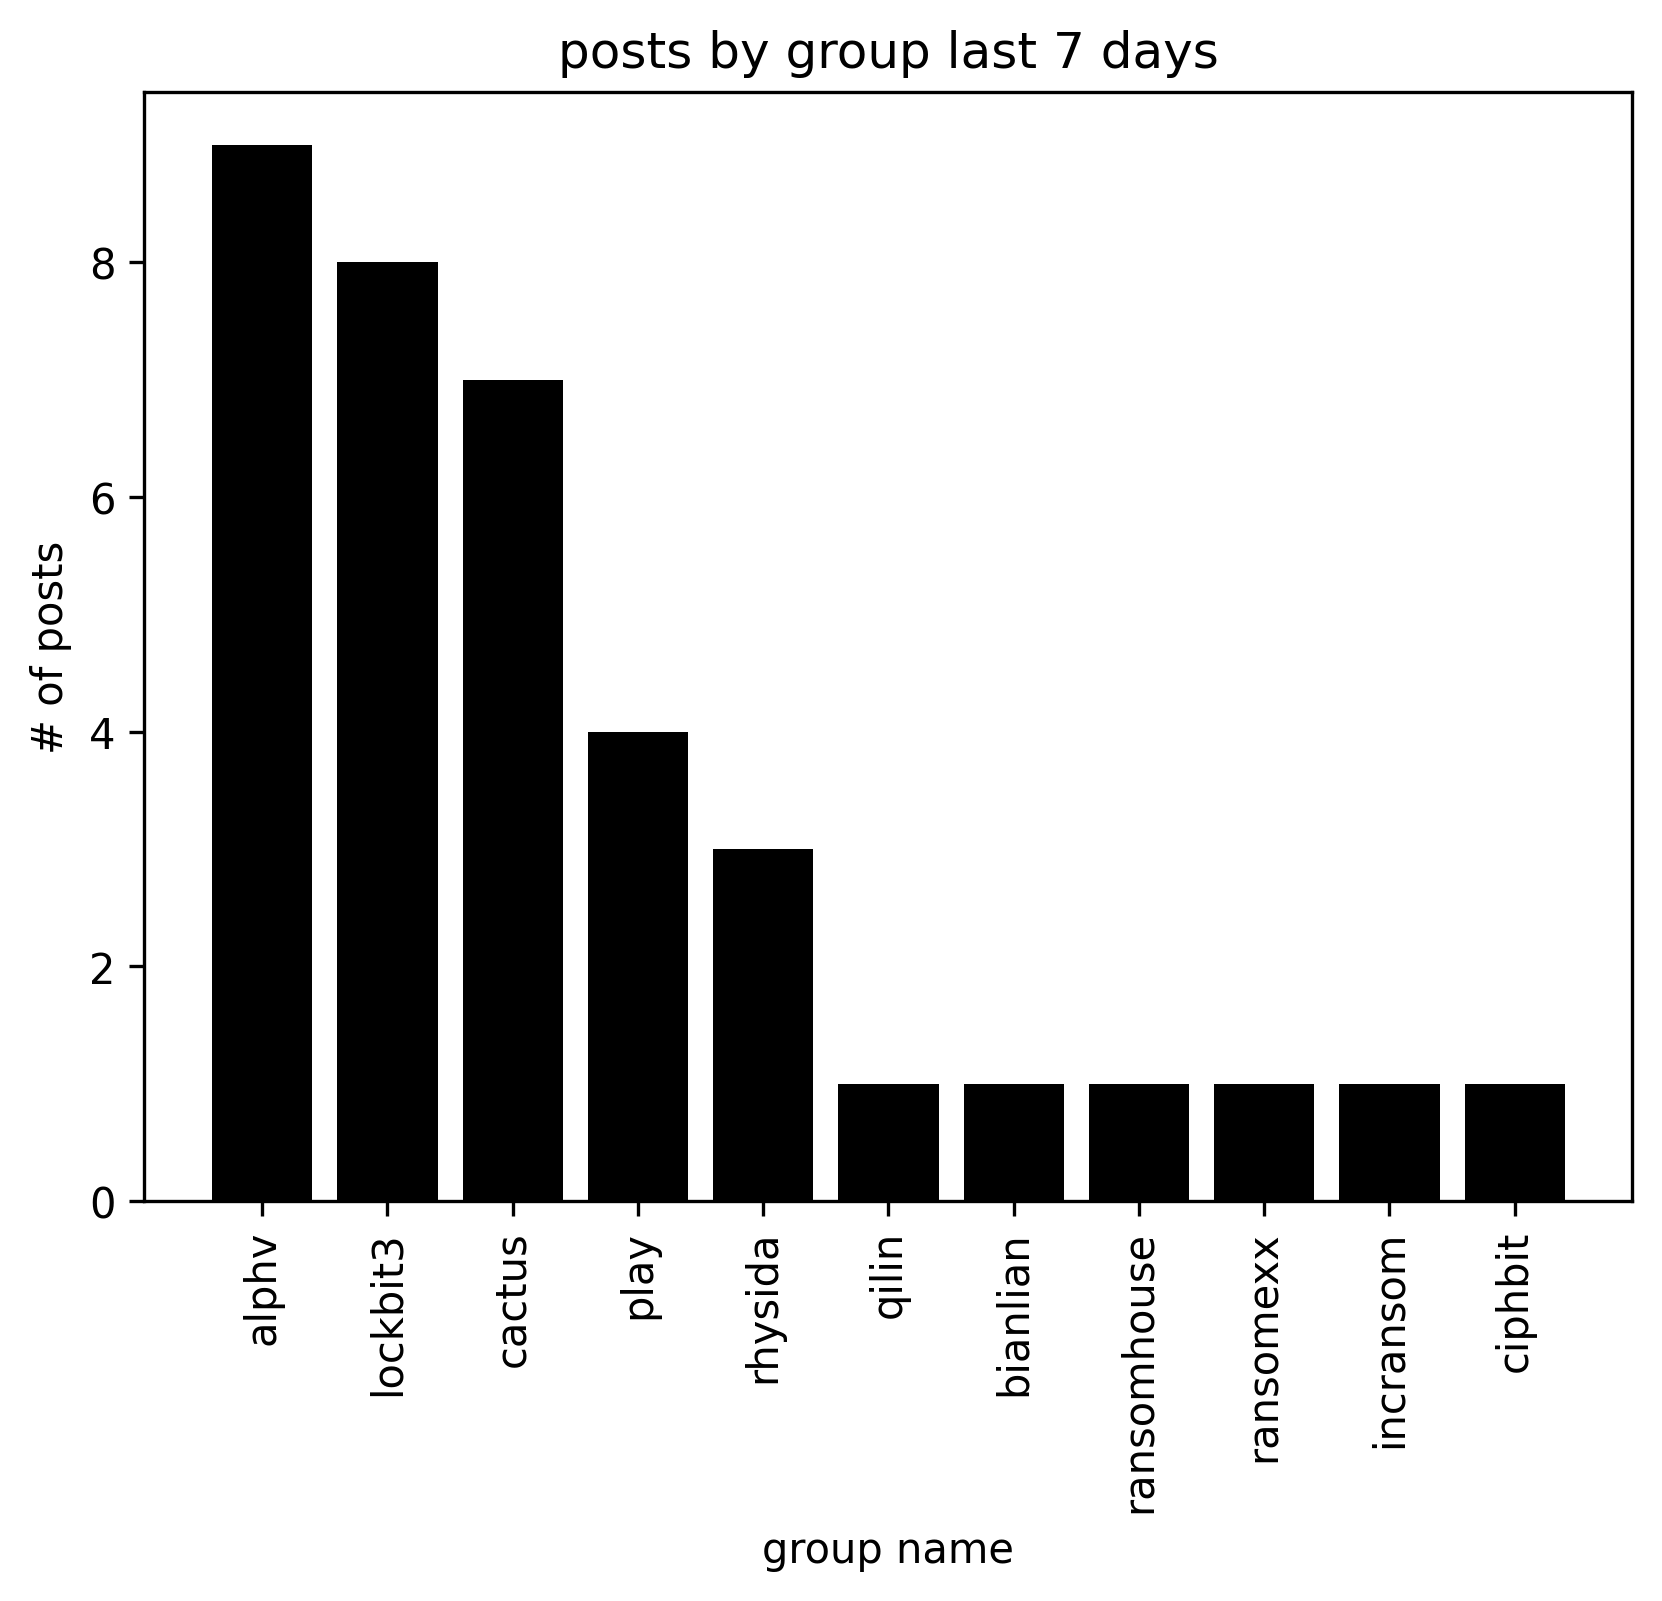 posts by group last 7 days
# of posts
8
6
4
2
0
alphv
lockbit3
cactus
play
rhysida
qilin
bianlian
ransomhouse
ransomexx
incransom
ciphbit
group name